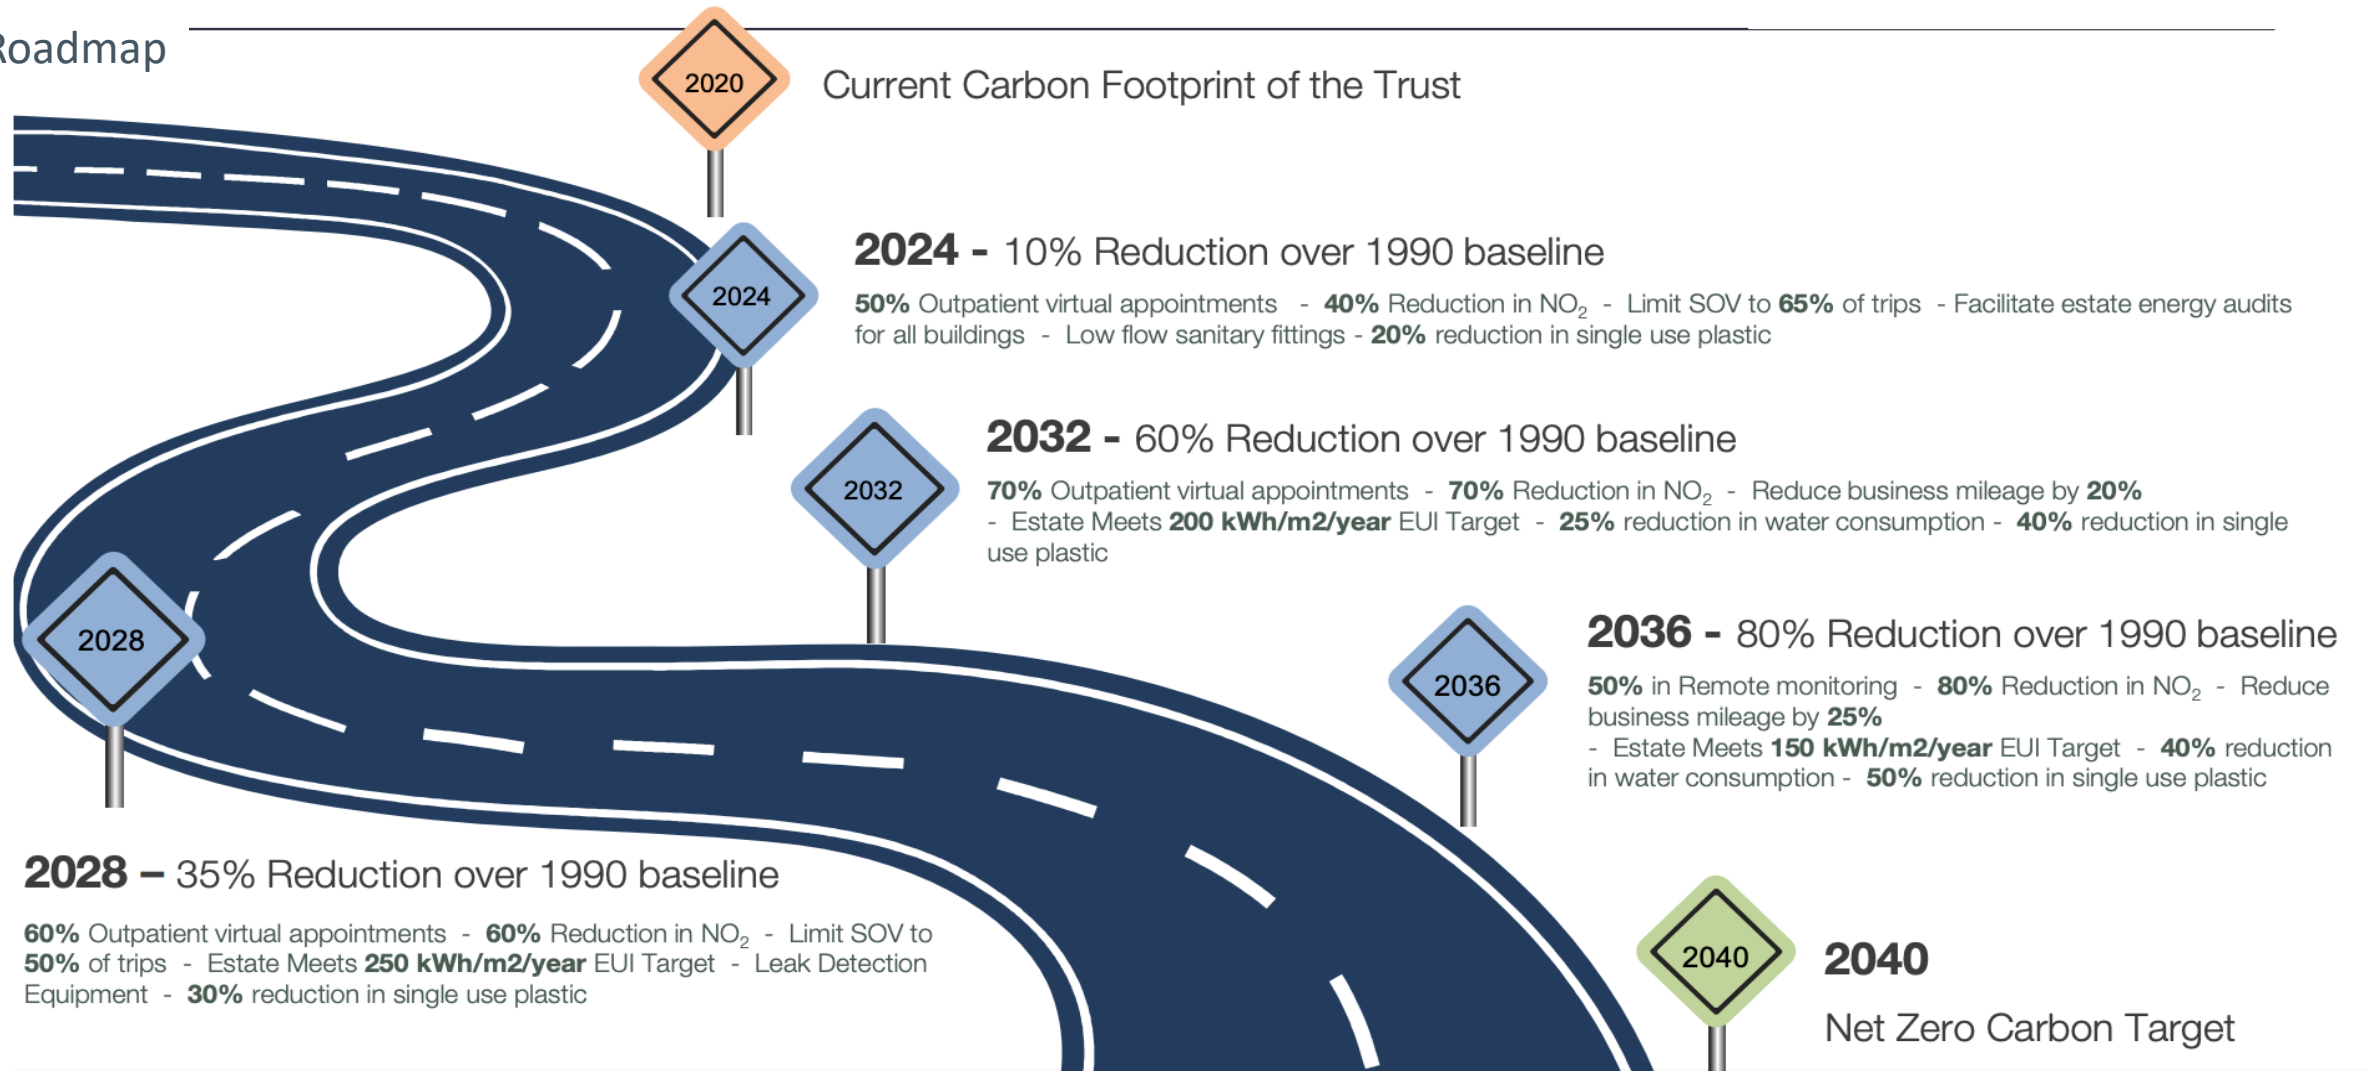 Roadmap
2020
Current Carbon Footprint of the Trust
2024
2024 - 10% Reduction over 1990 baseline
50% Outpatient virtual appointments - 40% Reduction in NO₂ - Limit SOV to 65% of trips - Facilitate estate energy audits
for all buildings - Low flow sanitary fittings - 20% reduction in single use plastic
2032
2032 - 60% Reduction over 1990 baseline
70% Outpatient virtual appointments - 70% Reduction in NO₂ - Reduce business mileage by 20%
- Estate Meets 200 kWh/m2/year EUI Target - 25% reduction in water consumption - 40% reduction in single
use plastic
2028
2036
2036 - 80% Reduction over 1990 baseline
50% in Remote monitoring - 80% Reduction in NO₂ - Reduce
business mileage by 25%
- Estate Meets 150 kWh/m2/year EUI Target - 40% reduction
in water consumption - 50% reduction in single use plastic
2028 – 35% Reduction over 1990 baseline
60% Outpatient virtual appointments - 60% Reduction in NO₂ - Limit SOV to
50% of trips - Estate Meets 250 kWh/m2/year EUI Target - Leak Detection
Equipment - 30% reduction in single use plastic
2040
2040
Net Zero Carbon Target